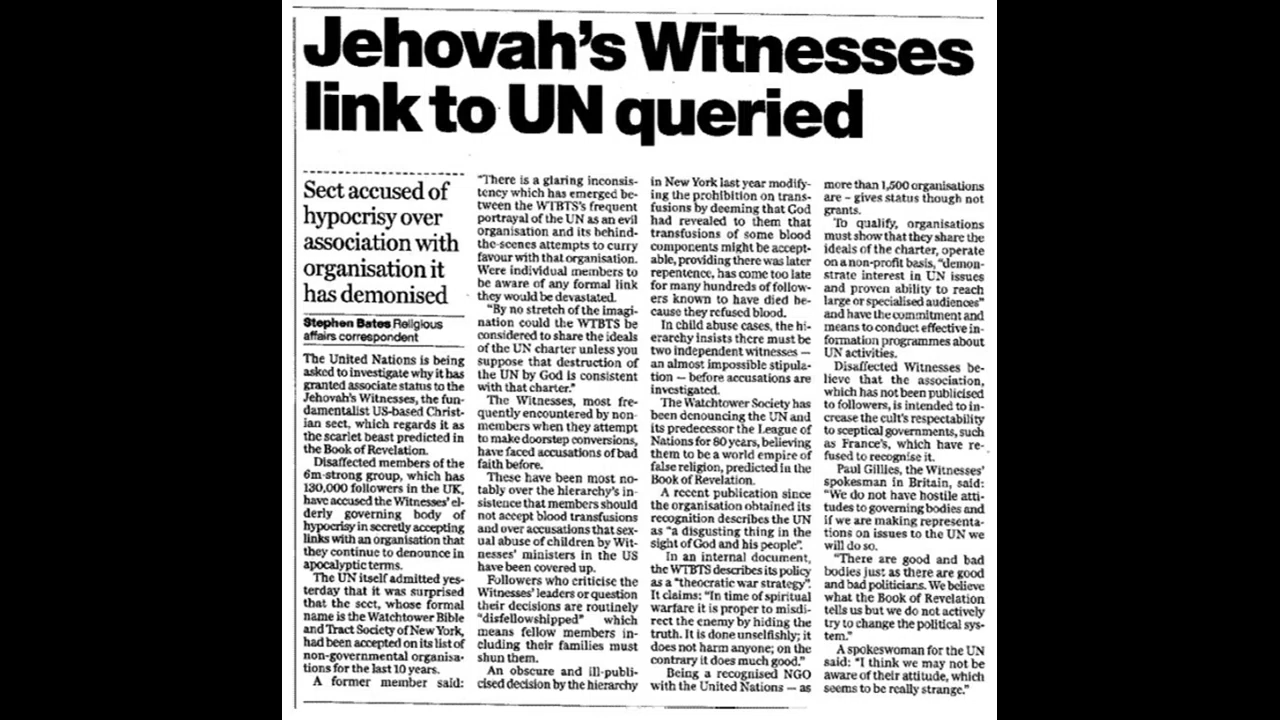 Jehovah's Witnesses
link to UN queried
Sect accused of
hypocrisy over
association with
organisation it
has demonised
Stephen Bates Religious
affairs correspondent
The United Nations is being
asked to investigate why it has
granted associate status to the
Jehovah's Witnesses, the fun-
damentalist US-based Christ-
ian sect, which regards it as
the scarlet beast predicted in
the Book of Revelation.
Disaffected members of the
6m-strong group, which has
130,000 followers in the UK,
have accused the Witnesses' el-
derly governing body of
hypocrisy in secretly accepting
links with an organisation that
they continue to denounce in
apocalyptic terms.
The UN itself admitted yes-
terday that it was surprised
that the sect, whose formal
name is the Watchtower Bible
and Tract Society of New York,
had been accepted on its list of
non-governmental organisa-
tions for the last 10 years.
A former member said:
"There is a glaring inconsis-
tency which has emerged be-
tween the WTBTS's frequent
portrayal of the UN as an evil
organisation and its behind-
the-scenes attempts to curry
favour with that organisation.
Were individual members to
be aware of any formal link
they would be devastated.
"By no stretch of the imagi-
nation could the WTBTS be
considered to share the ideals
of the UN charter unless you
suppose that destruction of
the UN by God is consistent
with that charter."
The Witnesses, most fre-
quently encountered by non-
members when they attempt
to make doorstep conversions,
have faced accusations of bad
faith before.
These have been most no-
tably over the hierarchy's in-
sistence that members should
not accept blood transfusions
and over accusations that sex-
ual abuse of children by Wit-
nesses' ministers in the US
have been covered up.
Followers who criticise the
Witnesses' leaders or question
their decisions are routinely
"disfellowshipped" which
means fellow members in-
cluding their families must
shun them.
An obscure and ill-publi-
cised decision by the hierarchy
in New York last year modify-
ing the prohibition on trans-
fusions by deeming that God
had revealed to them that
transfusions of some blood
components might be accept-
able, providing there was later
repentence, has come too late
for many hundreds of follow-
ers known to have died be-
cause they refused blood.
In child abuse cases, the hi-
erarchy insists there must be
two independent witnesses —
an almost impossible stipula-
tion — before accusations are
investigated.
The Watchtower Society has
been denouncing the UN and
its predecessor the League of
Nations for 80 years, believing
them to be a world empire of
false religion, predicted in the
Book of Revelation.
A recent publication since
the organisation obtained its
recognition describes the UN
as "a disgusting thing in the
sight of God and his people".
In an internal document,
the WTBTS describes its policy
as a "theocratic war strategy".
It claims: "In time of spiritual
warfare it is proper to misdi-
rect the enemy by hiding the
truth. It is done unselfishly; it
does not harm anyone; on the
contrary it does much good."
Being a recognised NGO
with the United Nations — as
more than 1,500 organisations
are – gives status though not
grants.
To qualify, organisations
must show that they share the
ideals of the charter, operate
on a non-profit basis, "demon-
strate interest in UN issues
and proven ability to reach
large or specialised audiences"
and have the commitment and
means to conduct effective in-
formation programmes about
UN activities.
Disaffected Witnesses be-
lieve that the association,
which has not been publicised
to followers, is intended to in-
crease the cult's respectability
to sceptical governments, such
as France's, which have re-
fused to recognise it.
Paul Gillies, the Witnesses'
spokesman in Britain, said:
"We do not have hostile atti-
tudes to governing bodies and
if we are making representa-
tions on issues to the UN we
will do so.
"There are good and bad
bodies just as there are good
and bad politicians. We believe
what the Book of Revelation
tells us but we do not actively
try to change the political sys-
tem."
A spokeswoman for the UN
said: "I think we may not be
aware of their attitude, which
seems to be really strange."